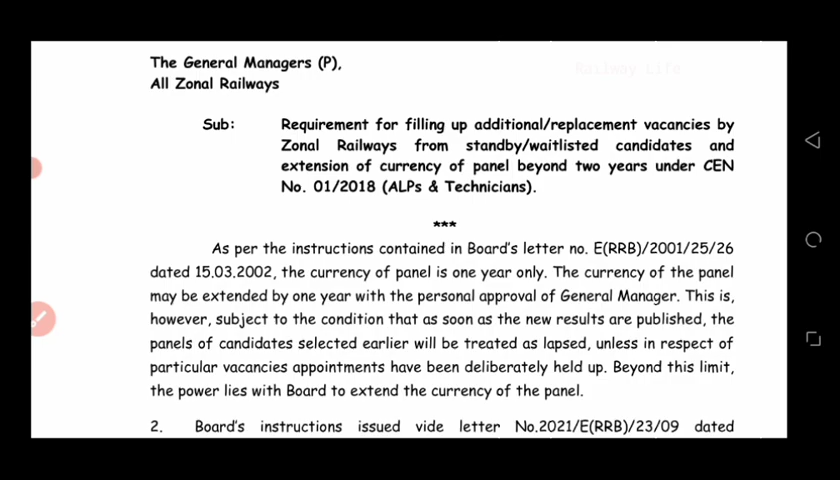 Railway Life
The General Managers (P),
All Zonal Railways
Sub: Requirement for filling up additional/replacement vacancies by
Zonal Railways from standby/waitlisted candidates and
extension of currency of panel beyond two years under CEN
No. 01/2018 (ALPs & Technicians).
***
As per the instructions contained in Board's letter no. E(RRB)/2001/25/26
dated 15.03.2002, the currency of panel is one year only. The currency of the panel
may be extended by one year with the personal approval of General Manager. This is,
however, subject to the condition that as soon as the new results are published, the
panels of candidates selected earlier will be treated as lapsed, unless in respect of
particular vacancies appointments have been deliberately held up. Beyond this limit,
the power lies with Board to extend the currency of the panel.
2. Board's instructions issued vide letter No.2021/E(RRB)/23/09 dated